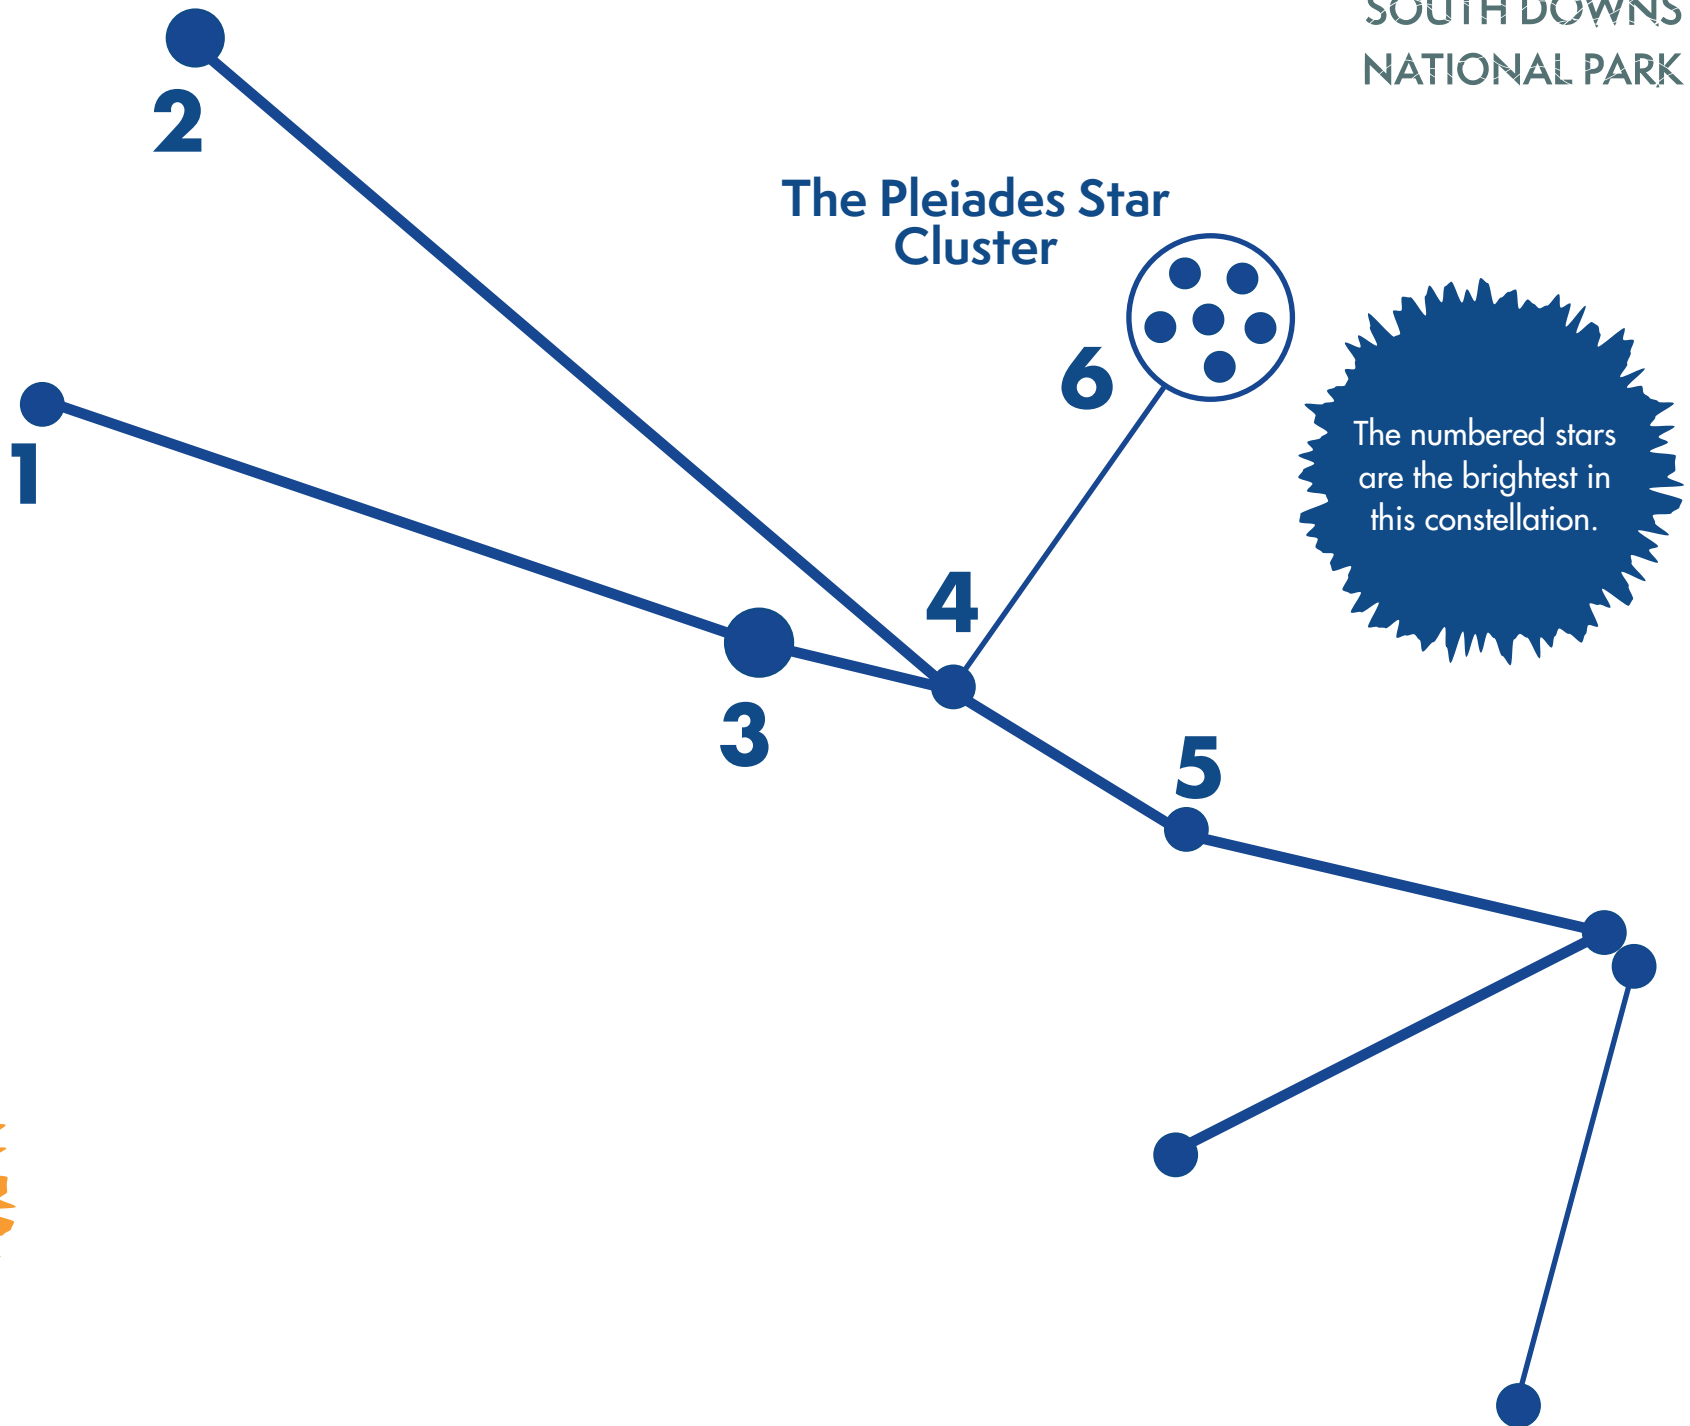 SOUTH DOWNS
NATIONAL PARK
2
The Pleiades Star
Cluster
6
The numbered stars
are the brightest in
this constellation.
1
4
3
5